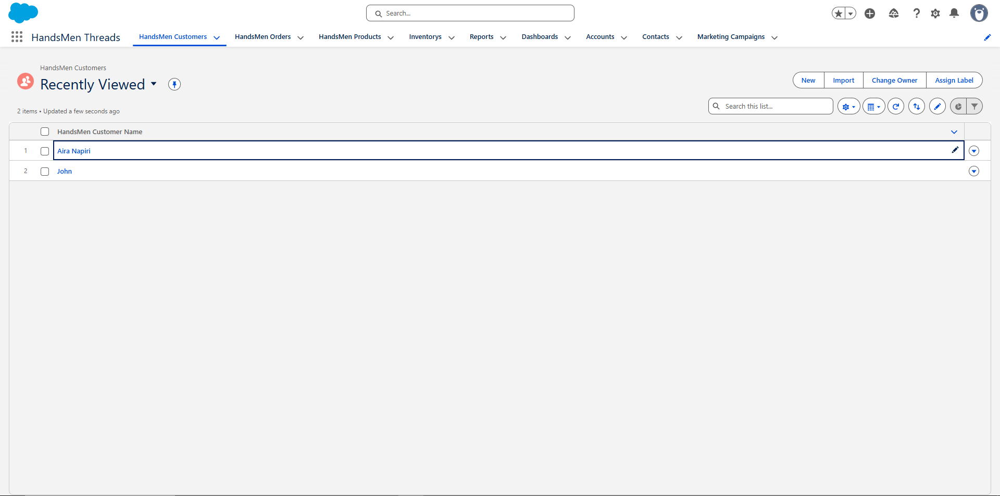 Search...
HandsMen Threads
HandsMen Customers
HandsMen Orders
HandsMen Products
Inventorys
Reports
Dashboards
Accounts
Contacts
Marketing Campaigns
HandsMen Customers
Recently Viewed
New
Import
Change Owner
Assign Label
2 items • Updated a few seconds ago
Search this list...
HandsMen Customer Name
1 Aira Napiri
2 John